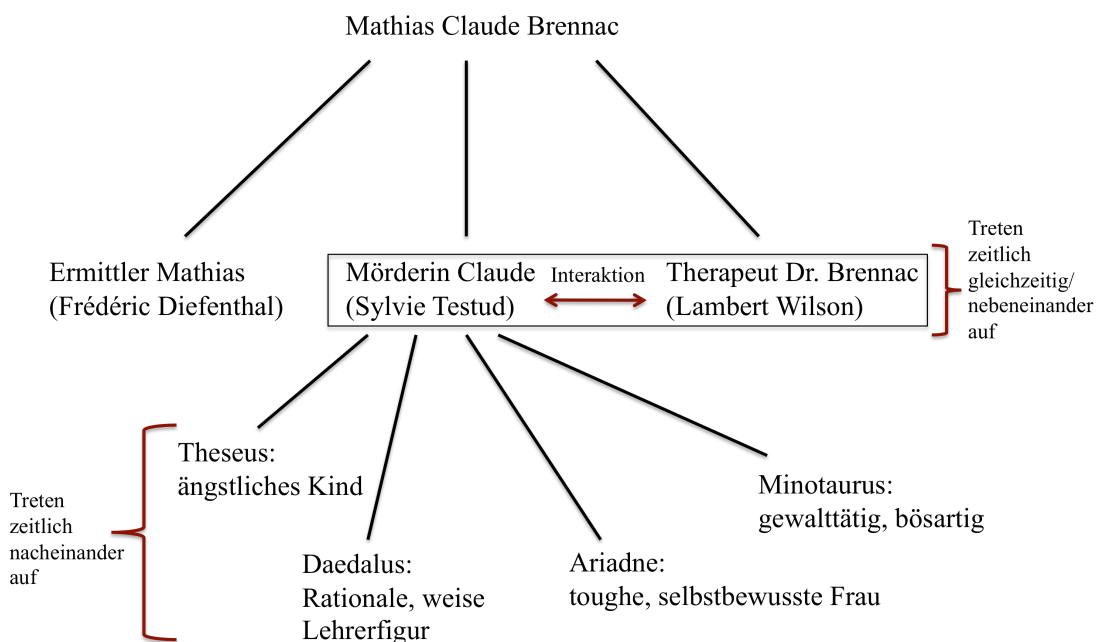 Mathias Claude Brennac
Ermittler Mathias
(Frédéric Diefenthal)
Mörderin Claude
(Sylvie Testud)
Interaktion
Therapeut Dr. Brennac
(Lambert Wilson)
Treten
zeitlich
gleichzeitig/
nebeneinander
auf
Treten
zeitlich
nacheinander
auf
Theseus:
ängstliches Kind
Daedalus:
Rationale, weise
Lehrerfigur
Ariadne:
toughe, selbstbewusste Frau
Minotaurus:
gewalttätig, bösartig